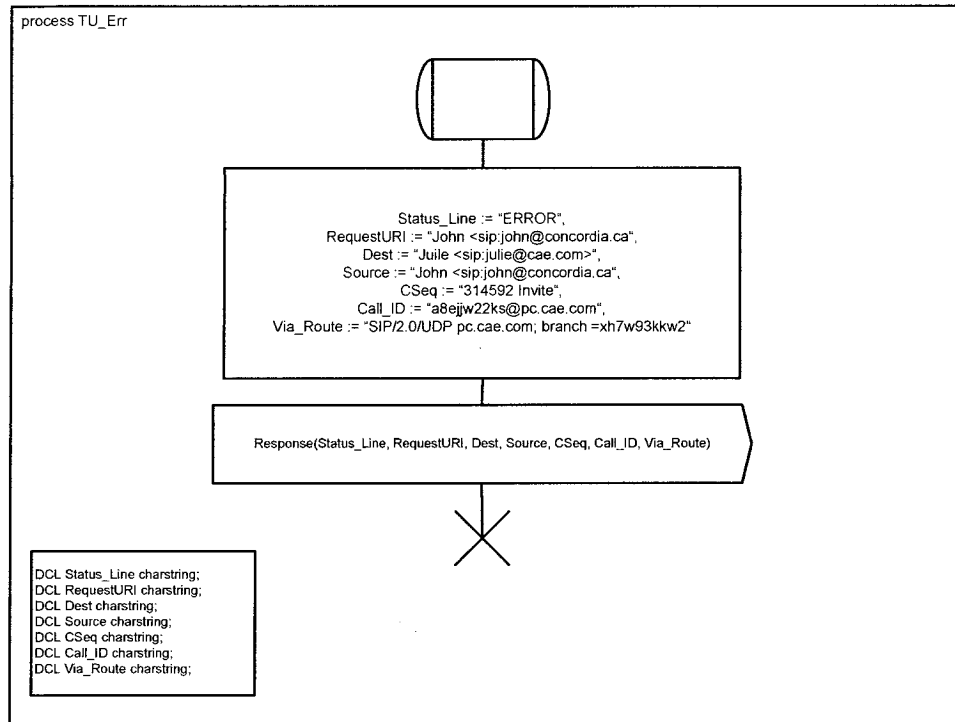 process TU_Err
Status_Line := "ERROR",
RequestURI := "John <sip:john@concordia.ca",
Dest := "Juile <sip:julie@cae.com>",
Source := "John <sip:john@concordia.ca",
CSeq := "314592 Invite",
Call_ID := "a8ejjw22ks@pc.cae.com",
Via_Route := "SIP/2.0/UDP pc.cae.com; branch =xh7w93kkw2"
Response(Status_Line, RequestURI, Dest, Source, CSeq, Call_ID, Via_Route)
DCL Status_Line charstring;
DCL RequestURI charstring;
DCL Dest charstring;
DCL Source charstring;
DCL CSeq charstring;
DCL Call_ID charstring;
DCL Via_Route charstring;